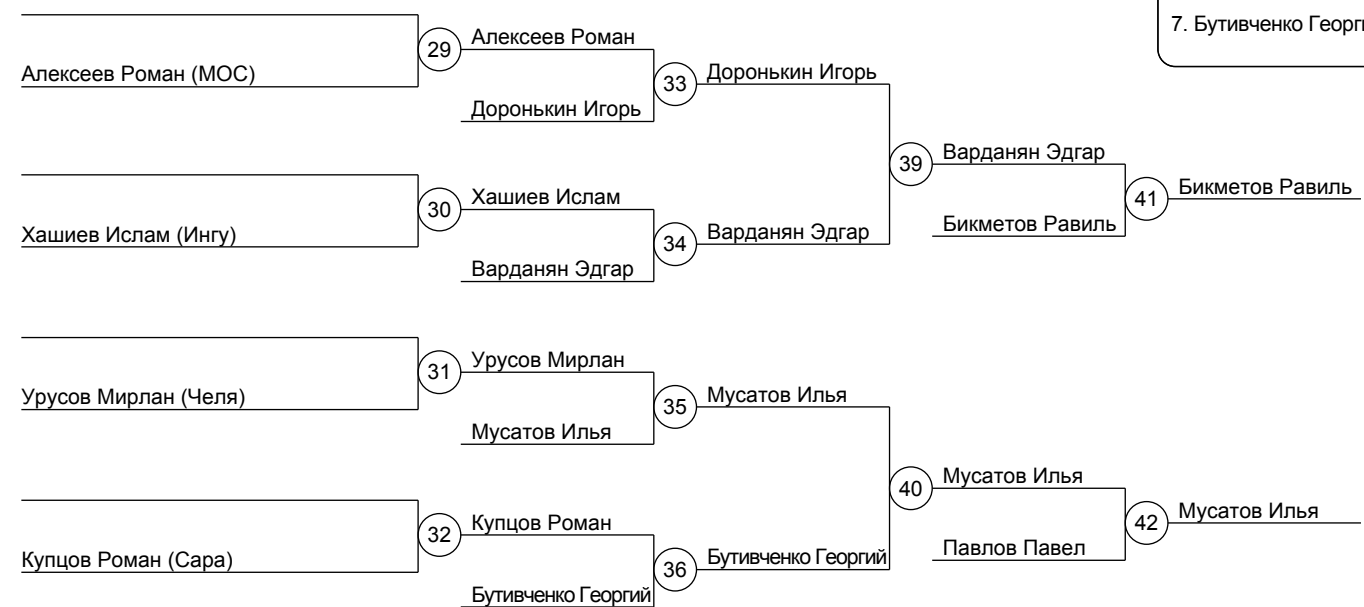 7. Бутивченко Георги
29
Алексеев Роман
Алексеев Роман (МОС)
33
Доронькин Игорь
Доронькин Игорь
39
Варданян Эдгар
30
Хашиев Ислам
Хашиев Ислам (Ингу)
34
Варданян Эдгар
Варданян Эдгар
41
Бикметов Равиль
Бикметов Равиль
31
Урусов Мирлан
Урусов Мирлан (Челя)
35
Мусатов Илья
Мусатов Илья
40
Мусатов Илья
32
Купцов Роман
Купцов Роман (Сара)
36
Бутивченко Георгий
Бутивченко Георгий
42
Мусатов Илья
Павлов Павел